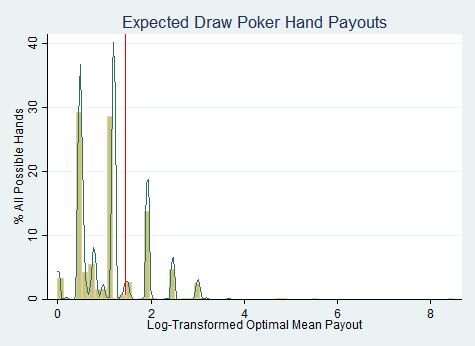 Expected Draw Poker Hand Payouts
% All Possible Hands
40
30
20
10
0
0 2 4 6 8
Log-Transformed Optimal Mean Payout